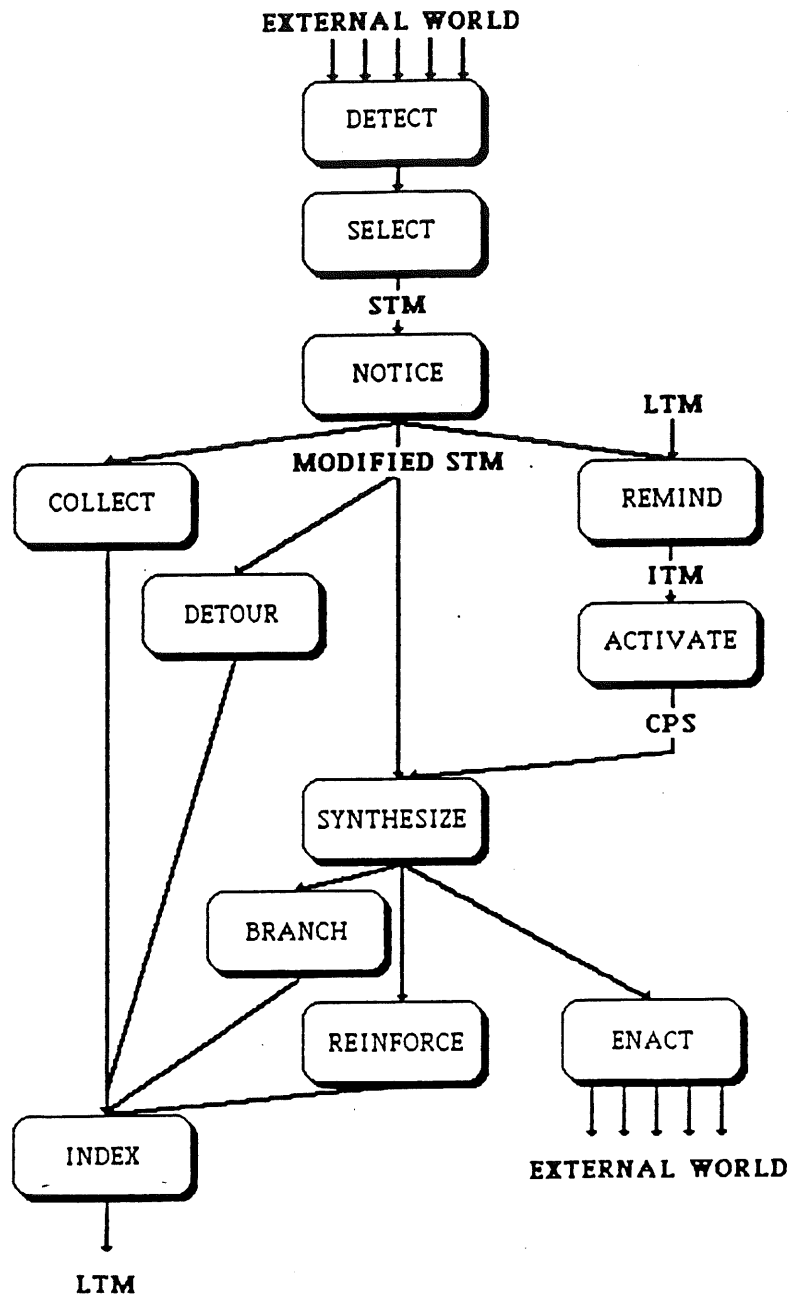 EXTERNAL WORLD
DETECT
SELECT
STM
NOTICE
LTM
MODIFIED STM
COLLECT
REMIND
ITM
DETOUR
ACTIVATE
CPS
SYNTHESIZE
BRANCH
REINFORCE
ENACT
INDEX
EXTERNAL WORLD
LTM